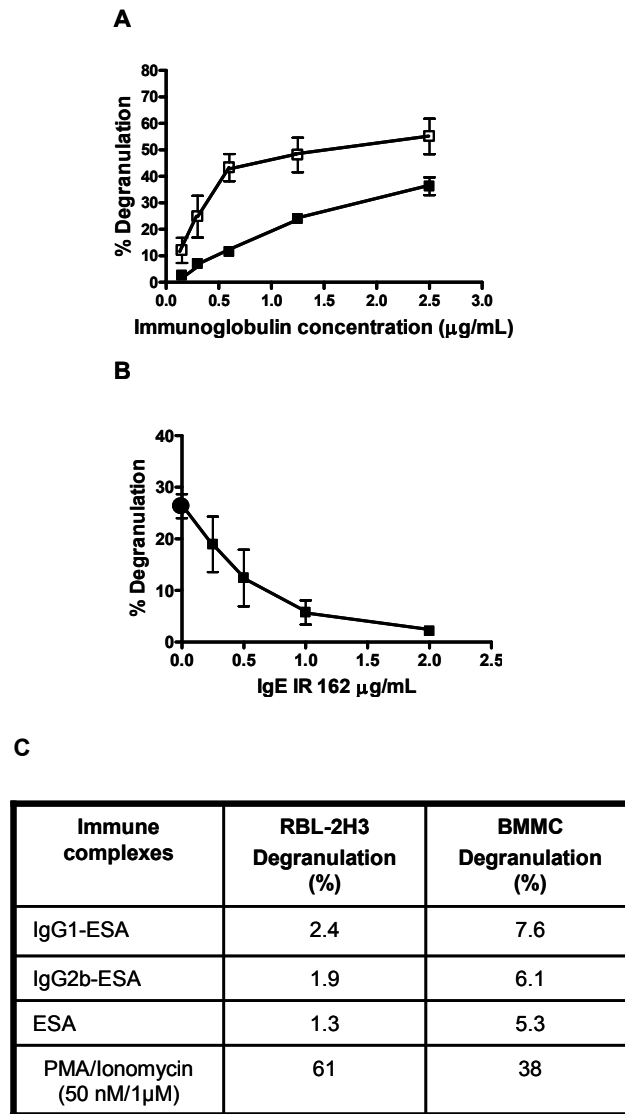 A
80
70
60
50
40
30
20
10
0
% Degranulation
0.0 0.5 1.0 1.5 2.0 2.5 3.0
Immunoglobulin concentration (μg/mL)
B
40
30
20
10
0
% Degranulation
0.0 0.5 1.0 1.5 2.0 2.5
IgE IR 162 μg/mL
C
Immune complexes
RBL-2H3
Degranulation
(%)
BMMC
Degranulation
(%)
IgG1-ESA 2.4 7.6
IgG2b-ESA 1.9 6.1
ESA 1.3 5.3
PMA/Ionomycin
(50 nM/1μM)
61 38